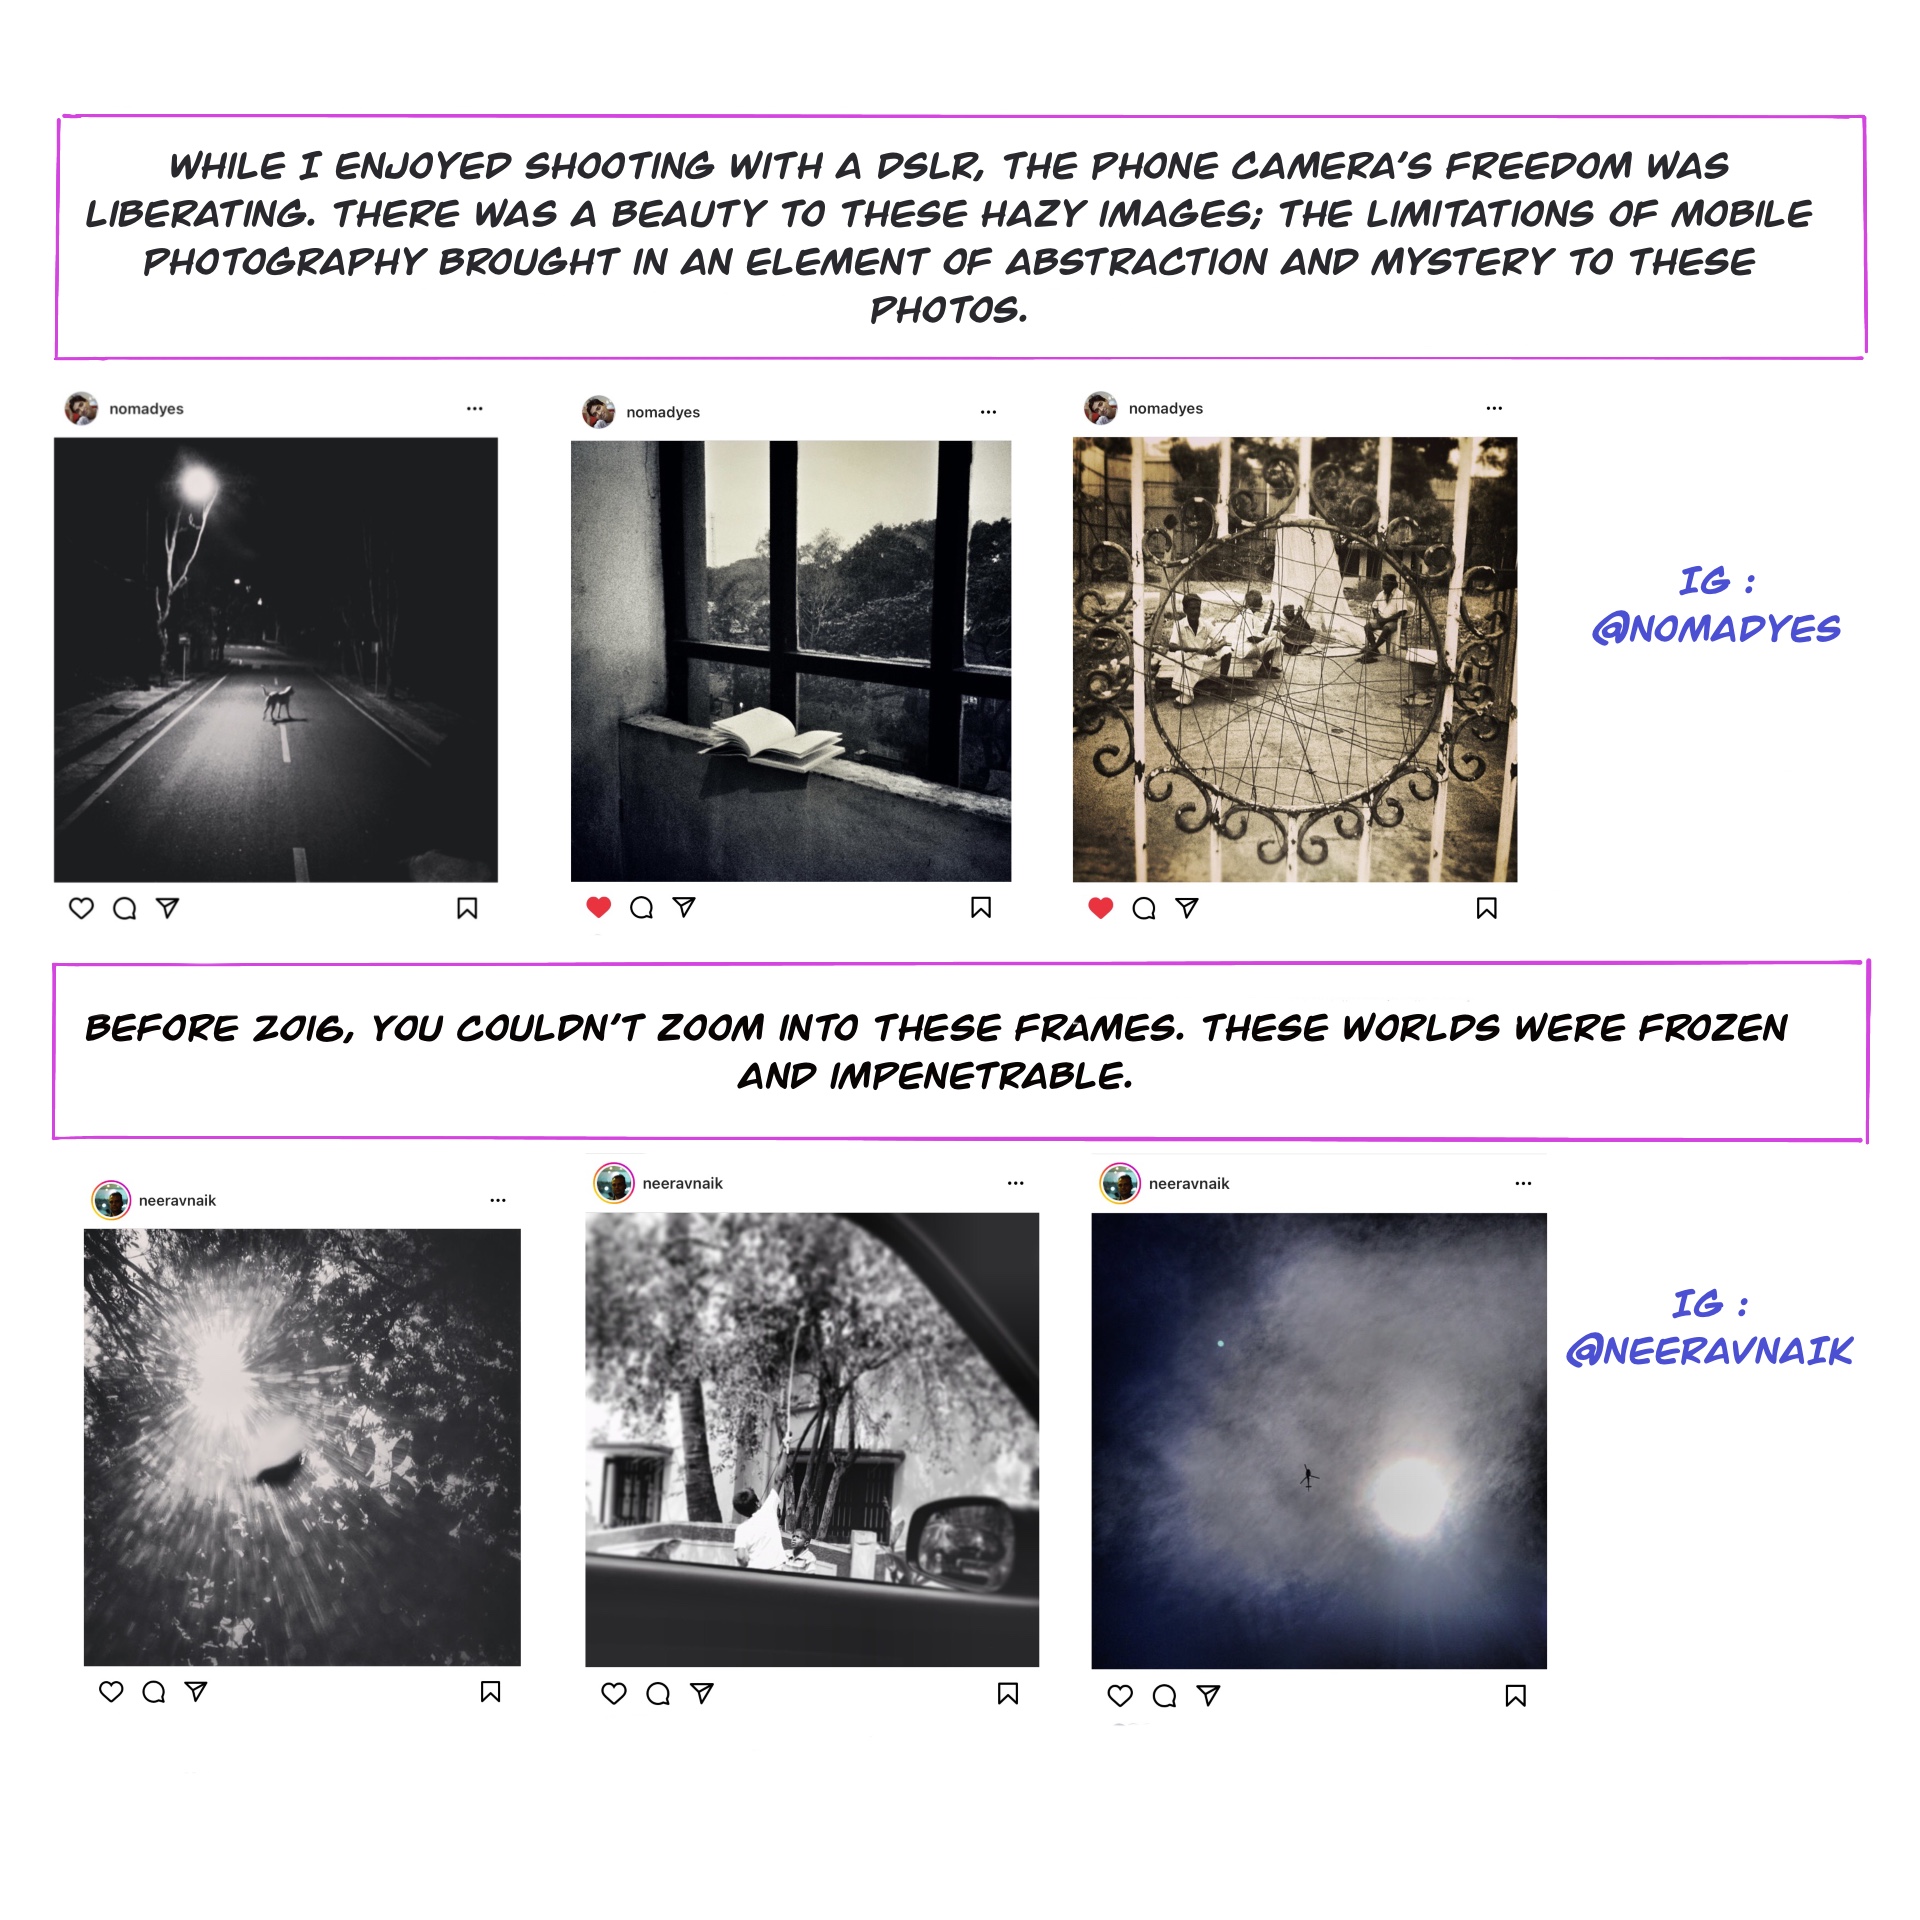 WHILE I ENJOYED SHOOTING WITH A DSLR, THE PHONE CAMERA'S FREEDOM WAS
LIBERATING. THERE WAS A BEAUTY TO THESE HAZY IMAGES; THE LIMITATIONS OF MOBILE
PHOTOGRAPHY BROUGHT IN AN ELEMENT OF ABSTRACTION AND MYSTERY TO THESE
PHOTOS.
nomadyes
nomadyes
nomadyes
IG :
@NOMADYES
BEFORE 2016, YOU COULDN'T ZOOM INTO THESE FRAMES. THESE WORLDS WERE FROZEN
AND IMPENETRABLE.
neeravnaik
neeravnaik
neeravnaik
IG :
@NEERAVNAIK